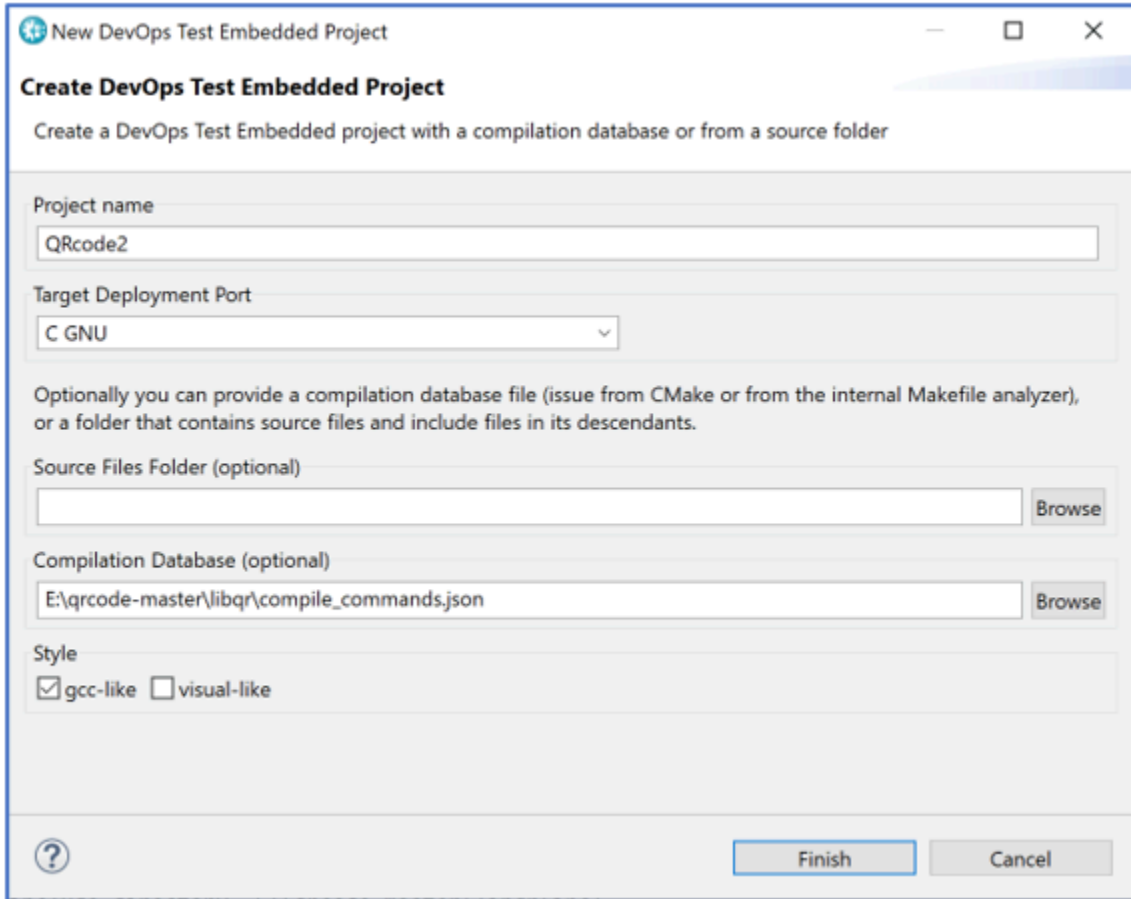 New DevOps Test Embedded Project
Create DevOps Test Embedded Project
Create a DevOps Test Embedded project with a compilation database or from a source folder
Project name
QRcode2
Target Deployment Port
C GNU
Optionally you can provide a compilation database file (issue from CMake or from the internal Makefile analyzer),
or a folder that contains source files and include files in its descendants.
Source Files Folder (optional)
Browse
Compilation Database (optional)
E:\qrcode-master\libqr\compile_commands.json
Browse
Style
gcc-like visual-like
?
Finish Cancel